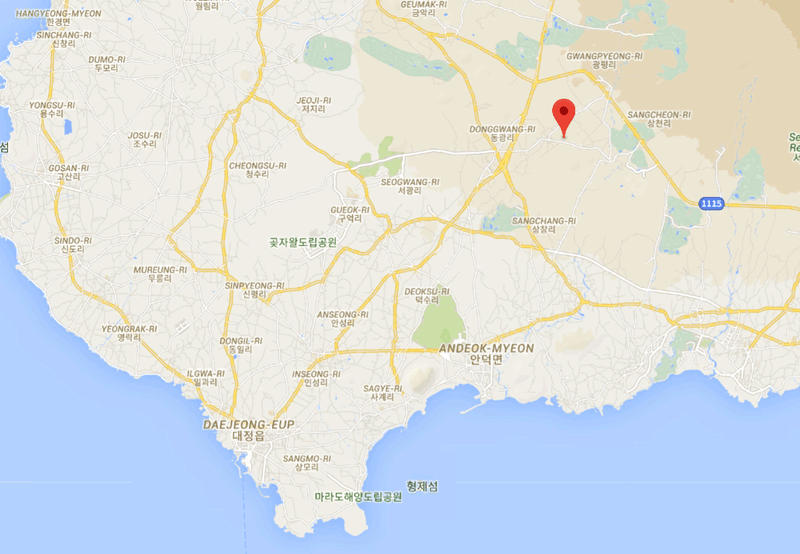 HANGYEONG-MYEON
한경면
월림리
GEUMAK-RI
금악리
SINCHANG-RI
신창리
DUMO-RI
두모리
GWANGPYEONG-RI
광평리
YONGSU-RI
용수리
JEOJI-RI
저지리
SANGCHEON-RI
상천리
JOSU-RI
조수리
DONGGWANG-RI
동광리
섬
Se
Re
서
GOSAN-RI
고산리
CHEONGSU-RI
청수리
SEOGWANG-RI
서광리
1115
GUEOK-RI
구억리
SANGCHANG-RI
상창리
SINDO-RI
신도리
곶자왈도립공원
MUREUNG-RI
무릉리
SINPYEONG-RI
신평리
DEOKSU-RI
덕수리
ANSEONG-RI
안성리
YEONGRAK-RI
영락리
DONGIL-RI
동일리
ANDEOK-MYEON
안덕면
ILGWA-RI
일과리
INSEONG-RI
인성리
SAGYE-RI
사계리
DAEJEONG-EUP
대정읍
SANGMO-RI
상모리
형제섬
마라도해양도립공원